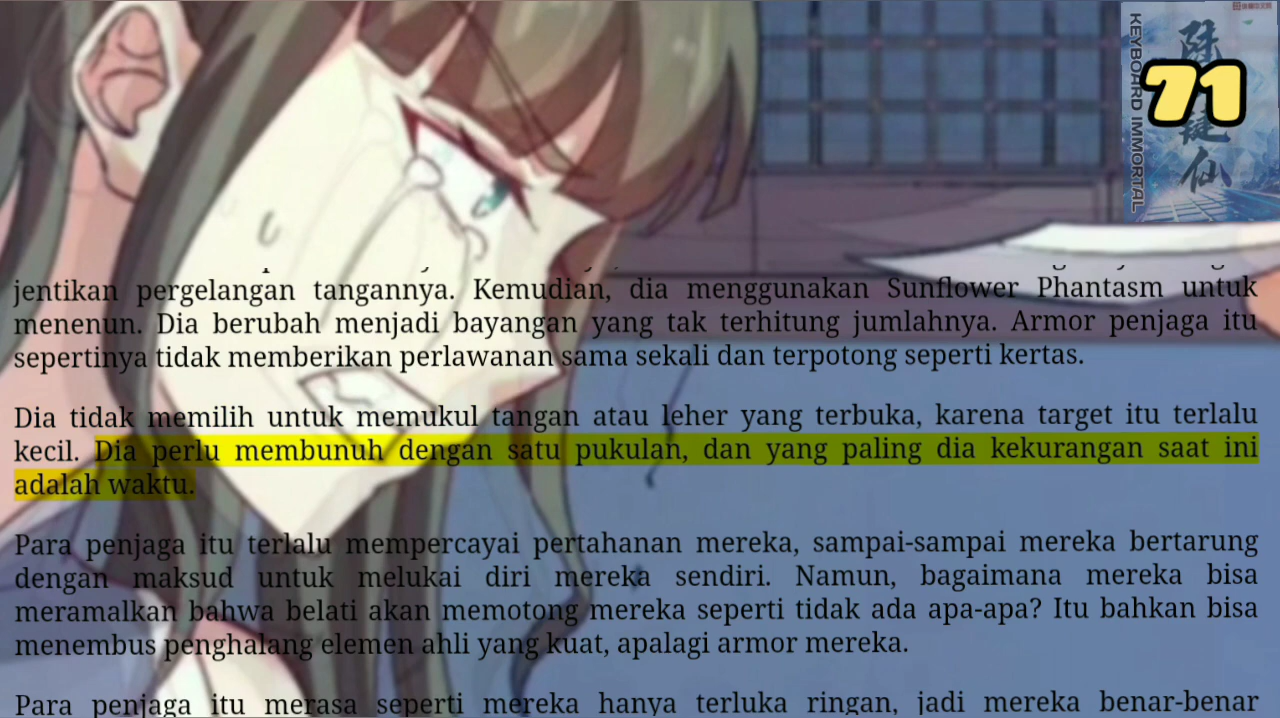 KEYBOARD IMMORTAL
71
仙
jentikan pergelangan tangannya. Kemudian, dia menggunakan Sunflower Phantasm untuk
menenun. Dia berubah menjadi bayangan yang tak terhitung jumlahnya. Armor penjaga itu
sepertinya tidak memberikan perlawanan sama sekali dan terpotong seperti kertas.
Dia tidak memilih untuk memukul tangan atau leher yang terbuka, karena target itu terlalu
kecil. Dia perlu membunuh dengan satu pukulan, dan yang paling dia kekurangan saat ini
adalah waktu.
Para penjaga itu terlalu mempercayai pertahanan mereka, sampai-sampai mereka bertarung
dengan maksud untuk melukai diri mereka sendiri. Namun, bagaimana mereka bisa
meramalkan bahwa belati akan memotong mereka seperti tidak ada apa-apa? Itu bahkan bisa
menembus penghalang elemen ahli yang kuat, apalagi armor mereka.
Para penjaga itu merasa seperti mereka hanya terluka ringan, jadi mereka benar-benar